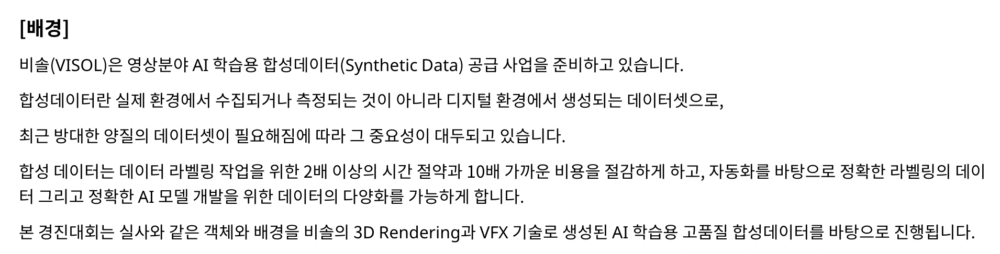 [배경]
비솔(VISOL)은 영상분야 AI 학습용 합성데이터(Synthetic Data) 공급 사업을 준비하고 있습니다.
합성데이터란 실제 환경에서 수집되거나 측정되는 것이 아니라 디지털 환경에서 생성되는 데이터셋으로,
최근 방대한 양질의 데이터셋이 필요해짐에 따라 그 중요성이 대두되고 있습니다.
합성 데이터는 데이터 라벨링 작업을 위한 2배 이상의 시간 절약과 10배 가까운 비용을 절감하게 하고, 자동화를 바탕으로 정확한 라벨링의 데이
터 그리고 정확한 AI 모델 개발을 위한 데이터의 다양화를 가능하게 합니다.
본 경진대회는 실사와 같은 객체와 배경을 비솔의 3D Rendering과 VFX 기술로 생성된 AI 학습용 고품질 합성데이터를 바탕으로 진행됩니다.